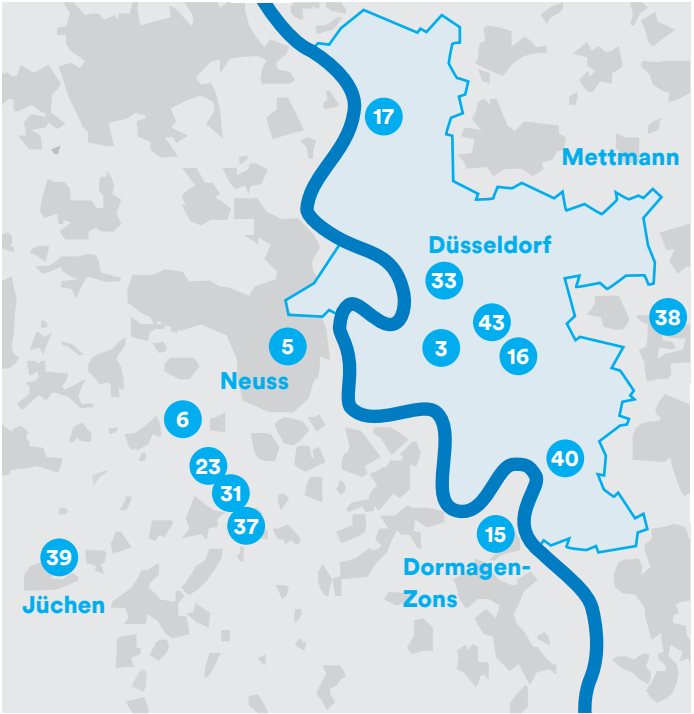 17
Mettmann
Düsseldorf
33
38
43
5
3
16
Neuss
6
40
23
31
37
15
39
Dormagen-
Zons
Jüchen